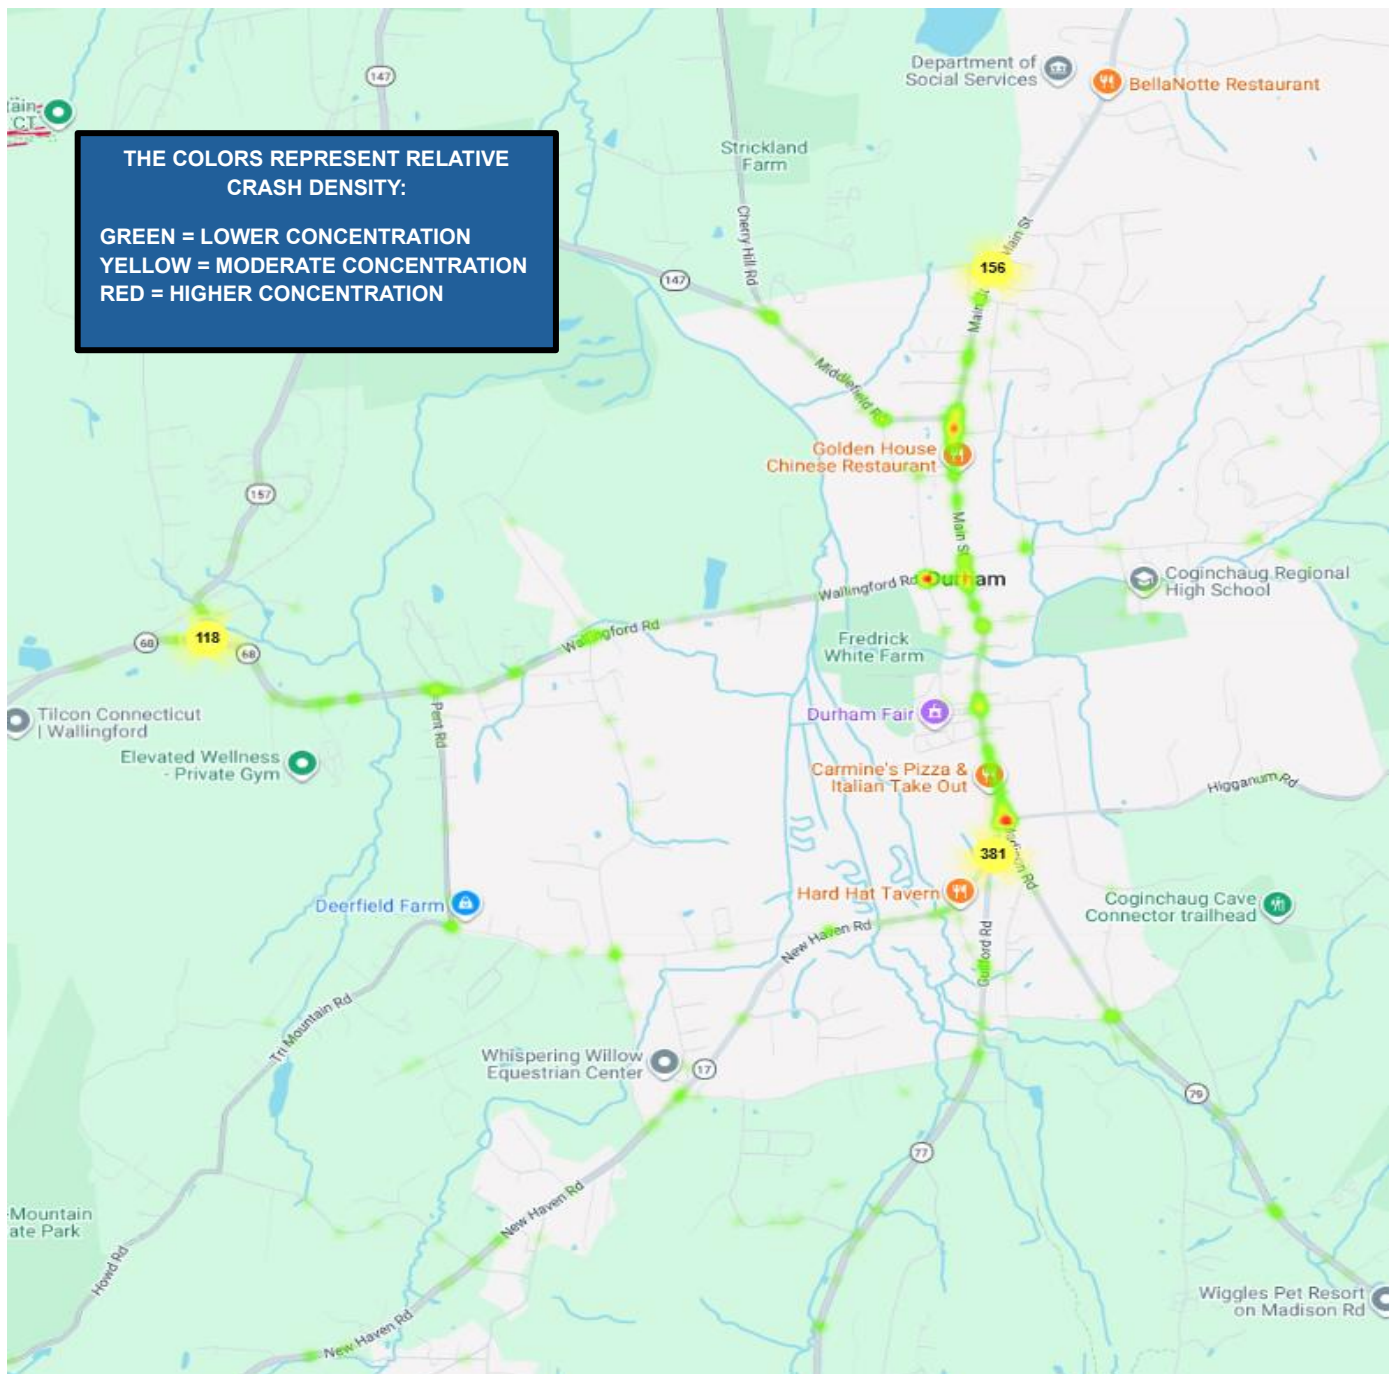 147
Department of
Social Services
BellaNotte Restaurant
CT
THE COLORS REPRESENT RELATIVE
CRASH DENSITY:
GREEN = LOWER CONCENTRATION
YELLOW = MODERATE CONCENTRATION
RED = HIGHER CONCENTRATION
Strickland
Farm
Cherry Hill Rd
Main St
156
147
Main St
Middlefield Rd
Golden House
Chinese Restaurant
157
Main St
Wallingford Rd
Durham
Coginchaug Regional
High School
118
68
68
Wallingford Rd
Fredrick
White Farm
Tilcon Connecticut
| Wallingford
Pent Rd
Durham Fair
Elevated Wellness
- Private Gym
Carmine's Pizza &
Italian Take Out
Higganum Rd
381
Madison Rd
Hard Hat Tavern
Deerfield Farm
Coginchaug Cave
Connector trailhead
New Haven Rd
Guilford Rd
Tri Mountain Rd
Whispering Willow
Equestrian Center
17
79
77
-Mountain
ate Park
New Haven Rd
Howd Rd
Wiggles Pet Resort
on Madison Rd
New Haven Rd